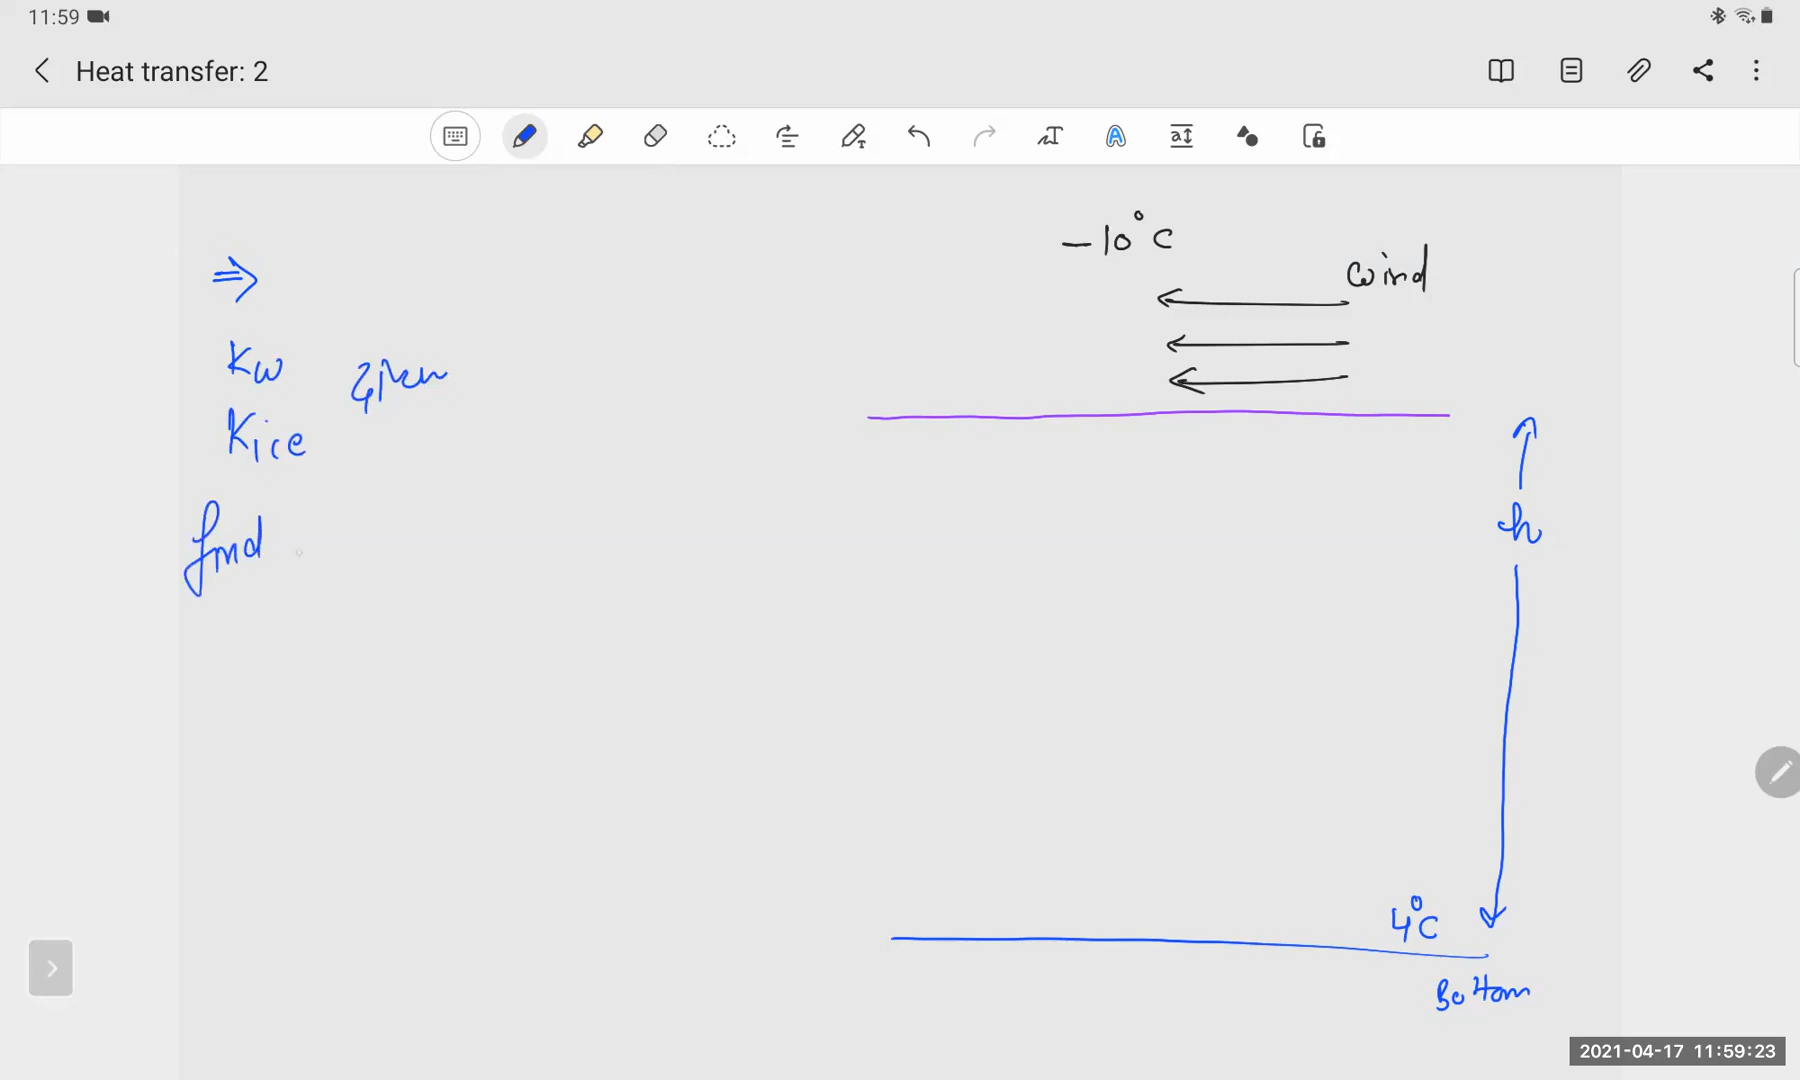 11:59
Heat transfer: 2
-10°C
wind
⇒
Kw given
Kice
find
h
4°C
Bottom
2021-04-17 11:59:23